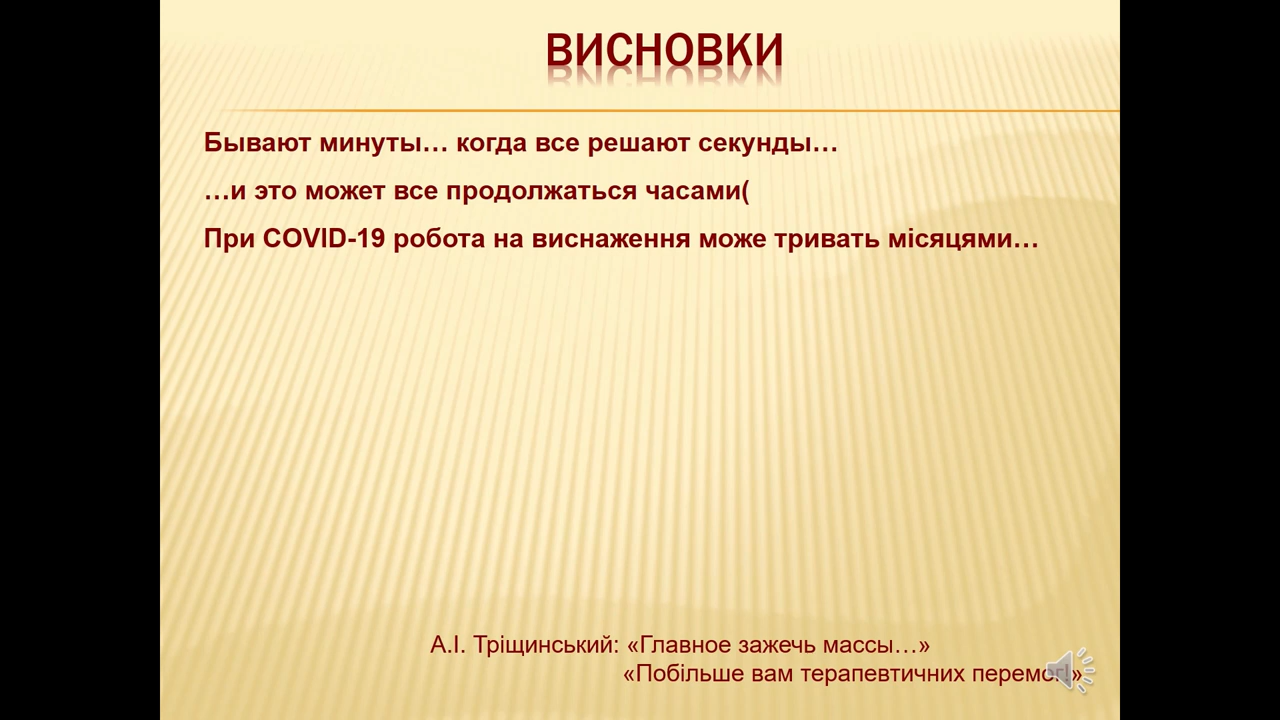 ВИСНОВКИ
Бывают минуты… когда все решают секунды…
…и это может все продолжаться часами(
При COVID-19 робота на виснаження може тривать місяцями…
А.І. Тріщинський: «Главное зажечь массы…»
«Побільше вам терапевтичних перемог!»